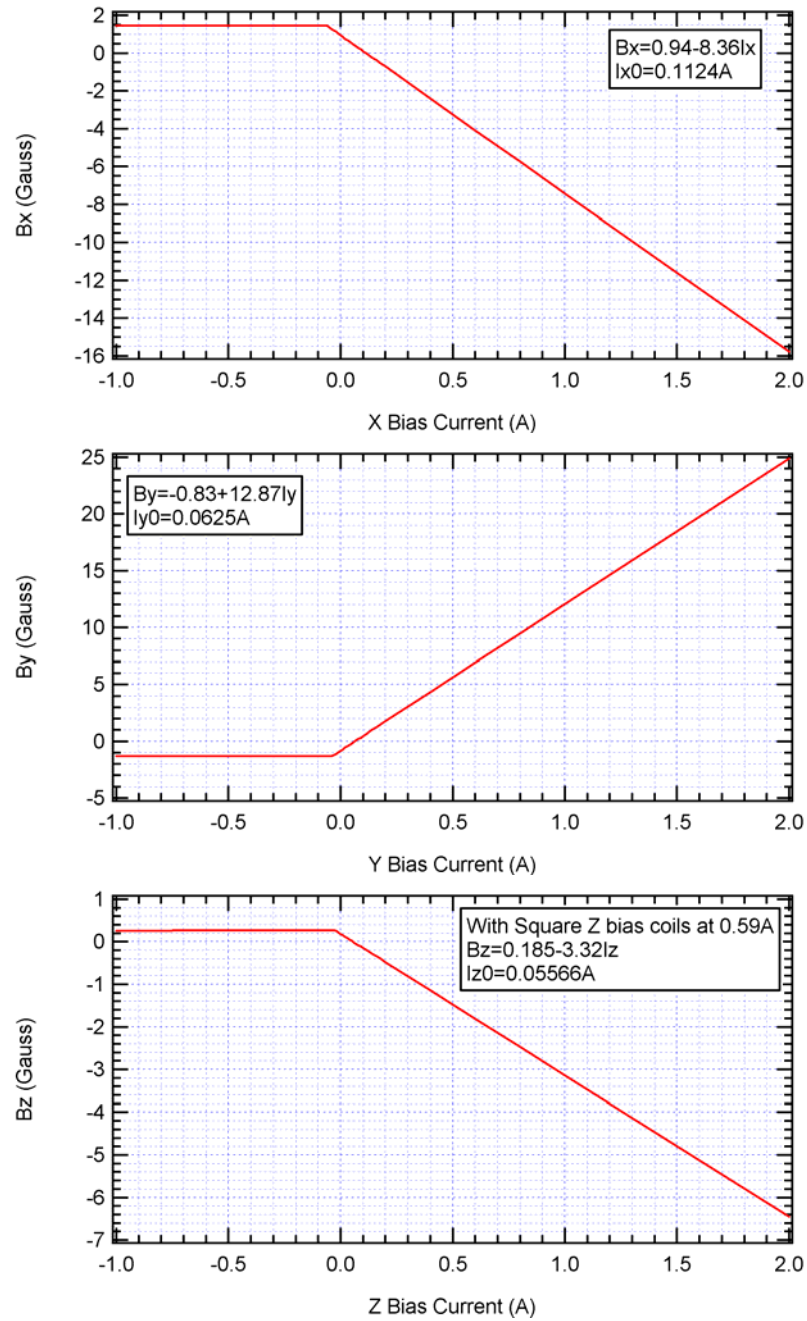 2
0
-2
-4
-6
-8
-10
-12
-14
-16
Bx (Gauss)
Bx=0.94-8.36Ix
Ix0=0.1124A
-1.0 -0.5 0.0 0.5 1.0 1.5 2.0
X Bias Current (A)
25
20
15
10
5
0
-5
By (Gauss)
By=-0.83+12.87Iy
Iy0=0.0625A
-1.0 -0.5 0.0 0.5 1.0 1.5 2.0
Y Bias Current (A)
1
0
-1
-2
-3
-4
-5
-6
-7
Bz (Gauss)
With Square Z bias coils at 0.59A
Bz=0.185-3.32Iz
Iz0=0.05566A
-1.0 -0.5 0.0 0.5 1.0 1.5 2.0
Z Bias Current (A)